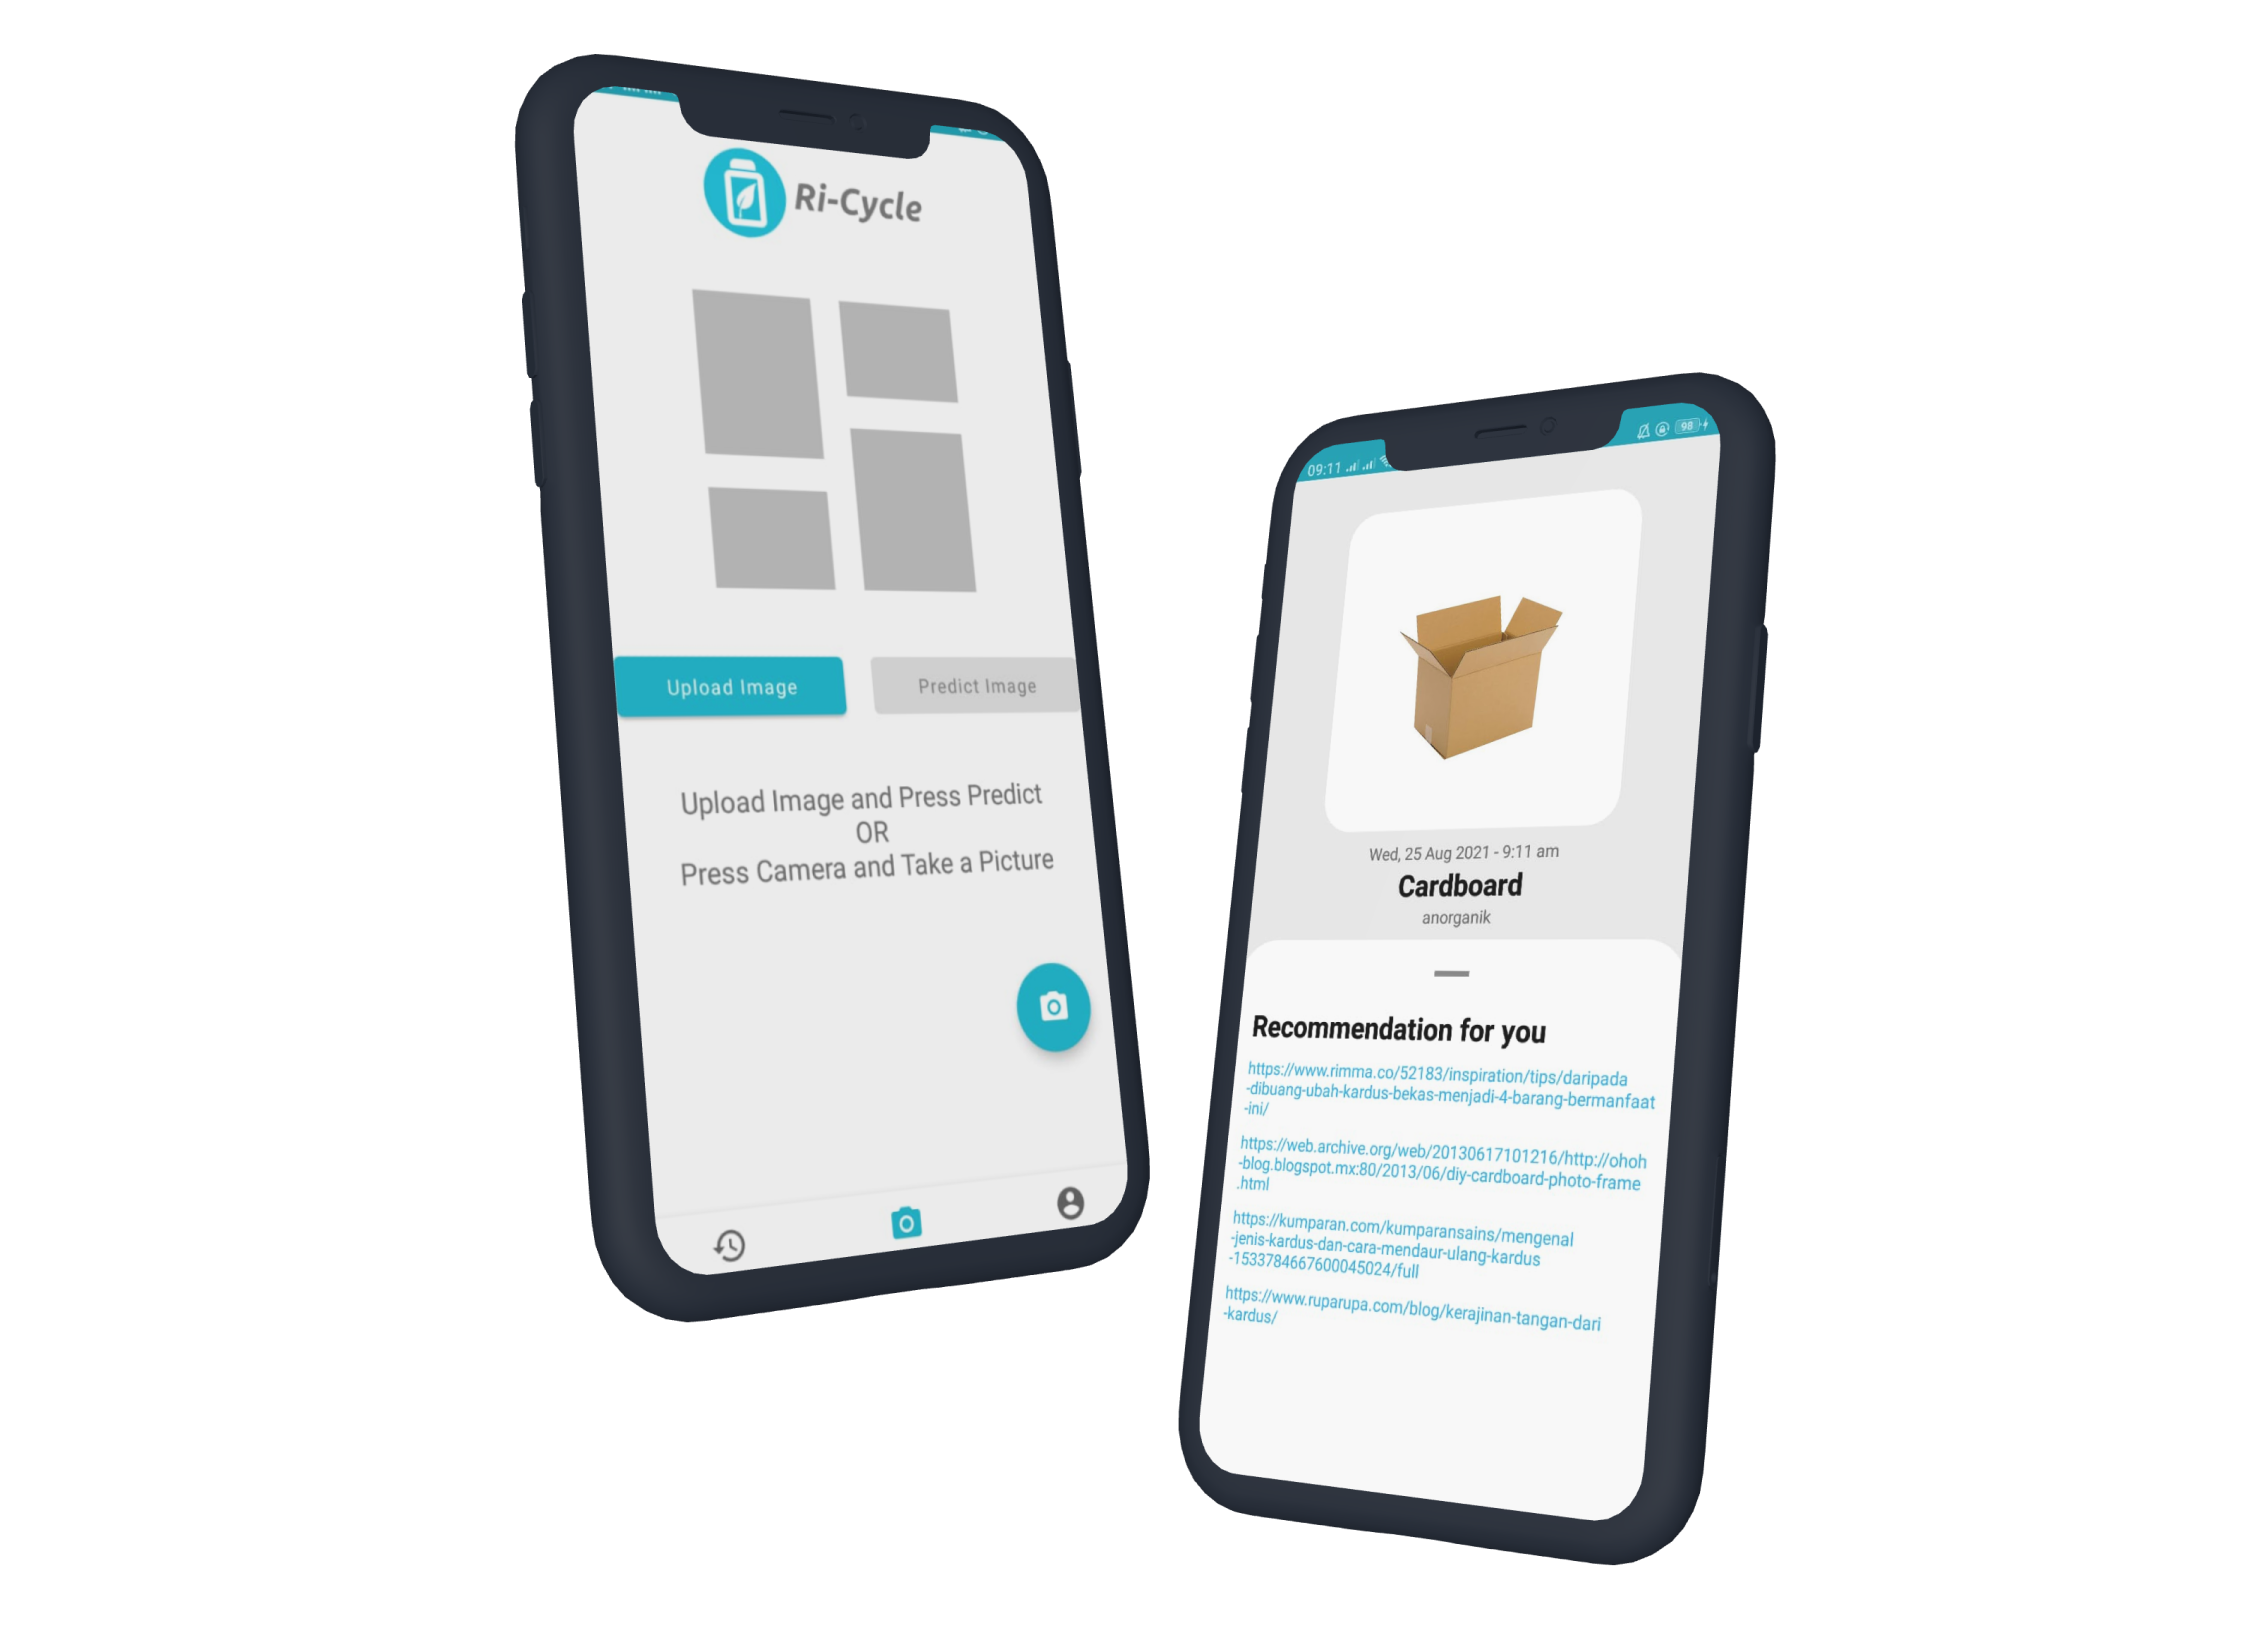 Ri-Cycle
Upload Image
Predict Image
Upload Image and Press Predict
OR
Press Camera and Take a Picture
09:11
98
Wed, 25 Aug 2021 - 9:11 am
Cardboard
anorganik
Recommendation for you
https://www.rimma.co/52183/inspiration/tips/daripada
-dibuang-ubah-kardus-bekas-menjadi-4-barang-bermanfaat
-ini/
https://web.archive.org/web/20130617101216/http://ohoh
-blog.blogspot.mx:80/2013/06/diy-cardboard-photo-frame
.html
https://kumparan.com/kumparansains/mengenal
-jenis-kardus-dan-cara-mendaur-ulang-kardus
-1533784667600045024/full
https://www.ruparupa.com/blog/kerajinan-tangan-dari
-kardus/